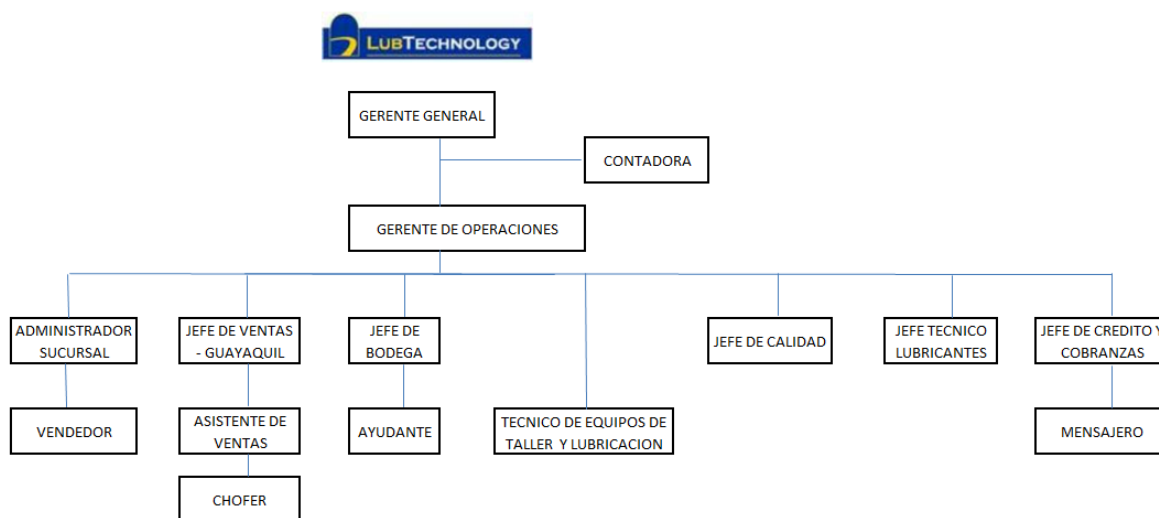 LUBTECHNOLOGY
GERENTE GENERAL
CONTADORA
GERENTE DE OPERACIONES
ADMINISTRADOR
SUCURSAL
JEFE DE VENTAS
- GUAYAQUIL
JEFE DE
BODEGA
JEFE DE CALIDAD
JEFE TECNICO
LUBRICANTES
JEFE DE CREDITO Y
COBRANZAS
VENDEDOR
ASISTENTE DE
VENTAS
AYUDANTE
TECNICO DE EQUIPOS DE
TALLER Y LUBRICACION
MENSAJERO
CHOFER